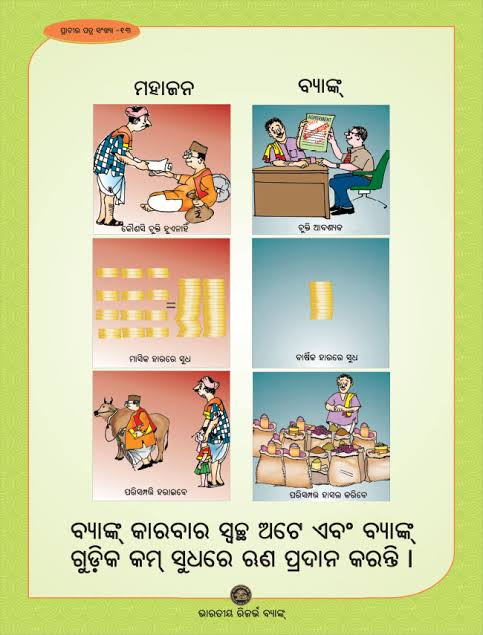 ପ୍ରାଚୀର ପତ୍ର ସଂଖ୍ୟା -୧୩
ମହାଜନ
ବ୍ୟାଙ୍କ୍
AGREEMENT
କୌଣସି ଚୁକ୍ତି ହୁଏନାହିଁ
ଚୁକ୍ତି ଆବଶ୍ୟକ
ମାସିକ ହାରରେ ସୁଧ
ବାର୍ଷିକ ହାରରେ ସୁଧ
ପରିସମ୍ପତ୍ତି ହରାଇବେ
ପରିସମ୍ପତ୍ତି ହାସଲ କରିବେ
ବ୍ୟାଙ୍କ୍ କାରବାର ସ୍ୱଚ୍ଛ ଅଟେ ଏବଂ ବ୍ୟାଙ୍କ୍
ଗୁଡ଼ିକ କମ୍ ସୁଧରେ ଋଣ ପ୍ରଦାନ କରନ୍ତି ।
ଭାରତୀୟ ରିଜର୍ଭ ବ୍ୟାଙ୍କ୍